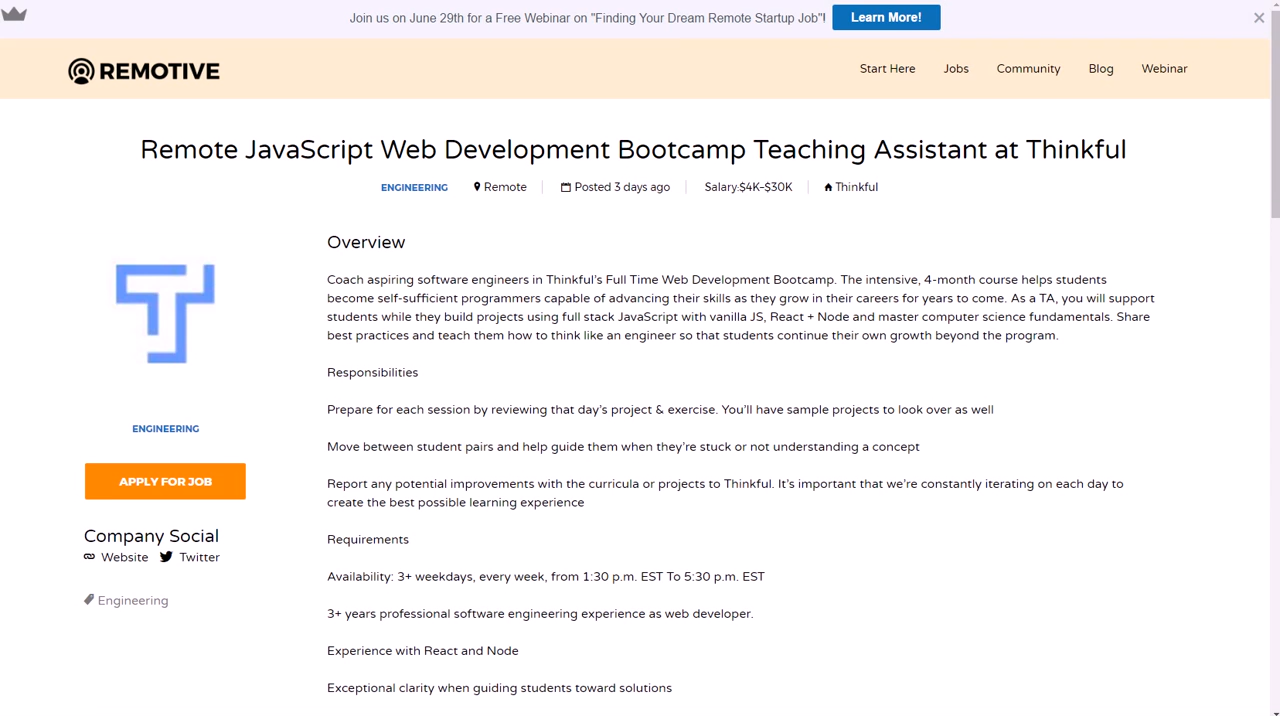 Join us on June 29th for a Free Webinar on "Finding Your Dream Remote Startup Job"! Learn More!
REMOTIVE
Start Here Jobs Community Blog Webinar
Remote JavaScript Web Development Bootcamp Teaching Assistant at Thinkful
ENGINEERING Remote Posted 3 days ago Salary:$4K-$30K Thinkful
ENGINEERING
APPLY FOR JOB
Company Social
Website Twitter
Engineering
Overview
Coach aspiring software engineers in Thinkful’s Full Time Web Development Bootcamp. The intensive, 4-month course helps students
become self-sufficient programmers capable of advancing their skills as they grow in their careers for years to come. As a TA, you will support
students while they build projects using full stack JavaScript with vanilla JS, React + Node and master computer science fundamentals. Share
best practices and teach them how to think like an engineer so that students continue their own growth beyond the program.
Responsibilities
Prepare for each session by reviewing that day’s project & exercise. You’ll have sample projects to look over as well
Move between student pairs and help guide them when they’re stuck or not understanding a concept
Report any potential improvements with the curricula or projects to Thinkful. It’s important that we’re constantly iterating on each day to
create the best possible learning experience
Requirements
Availability: 3+ weekdays, every week, from 1:30 p.m. EST To 5:30 p.m. EST
3+ years professional software engineering experience as web developer.
Experience with React and Node
Exceptional clarity when guiding students toward solutions